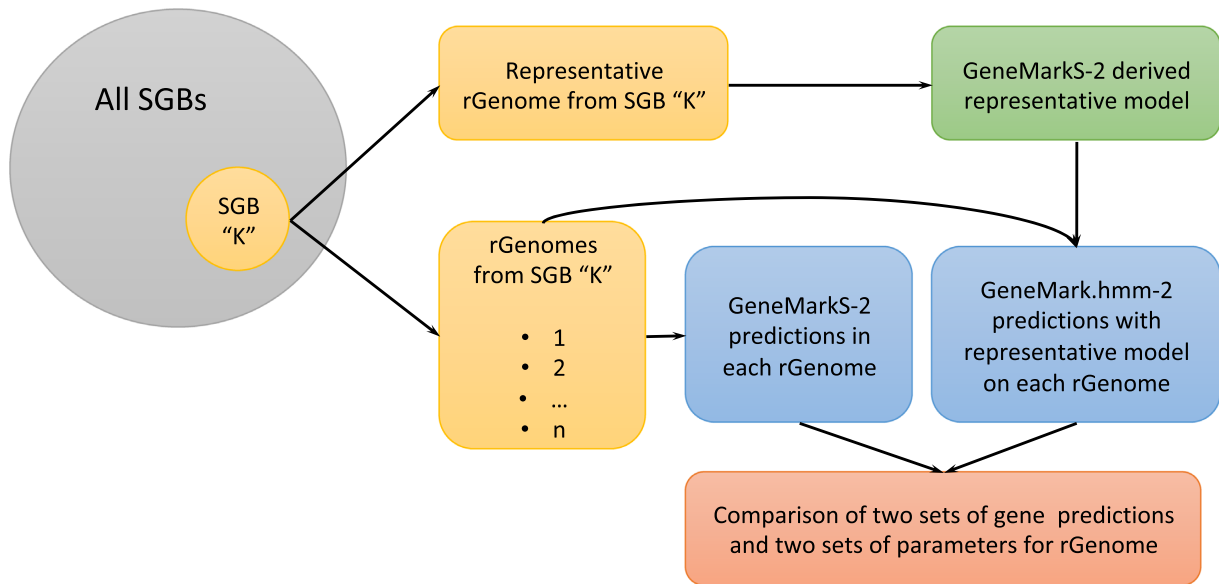 All SGBs
SGB
“K”
Representative
rGenome from SGB “K”
GeneMarkS-2 derived
representative model
rGenomes
from SGB “K”
• 1
• 2
• ...
• n
GeneMarkS-2
predictions in
each rGenome
GeneMark.hmm-2
predictions with
representative model
on each rGenome
Comparison of two sets of gene predictions
and two sets of parameters for rGenome